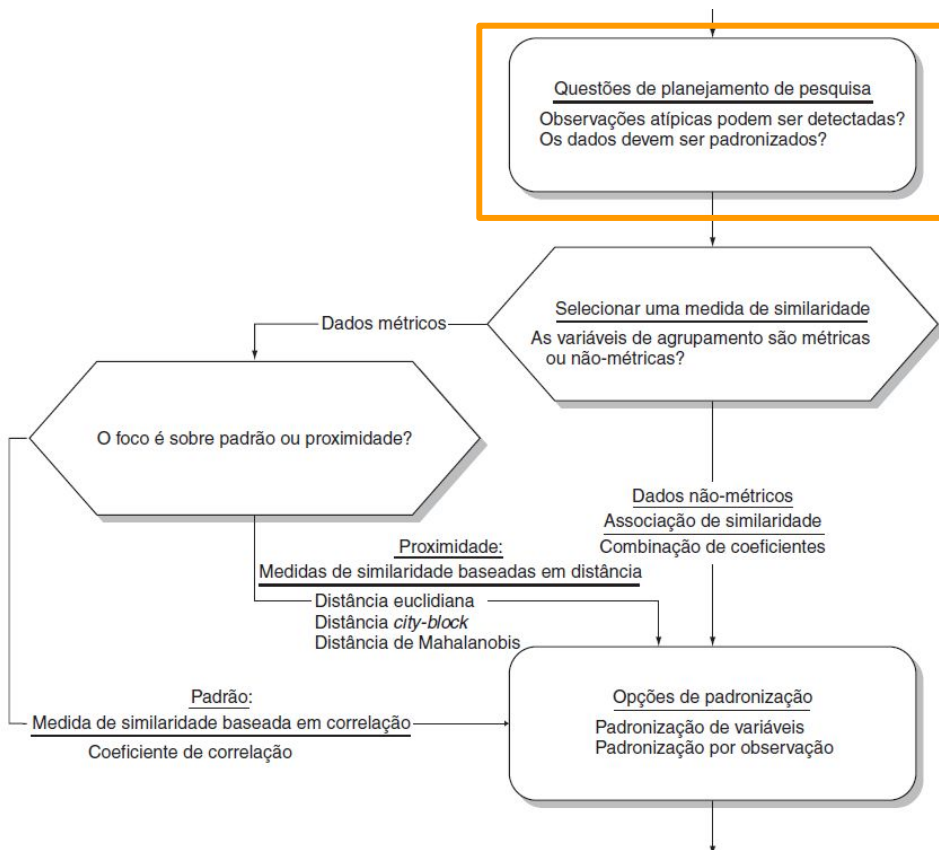 Questões de planejamento de pesquisa
Observações atípicas podem ser detectadas?
Os dados devem ser padronizados?
Selecionar uma medida de similaridade
As variáveis de agrupamento são métricas
ou não-métricas?
Dados métricos
O foco é sobre padrão ou proximidade?
Dados não-métricos
Associação de similaridade
Combinação de coeficientes
Proximidade:
Medidas de similaridade baseadas em distância
Distância euclidiana
Distância city-block
Distância de Mahalanobis
Padrão:
Medida de similaridade baseada em correlação
Coeficiente de correlação
Opções de padronização
Padronização de variáveis
Padronização por observação